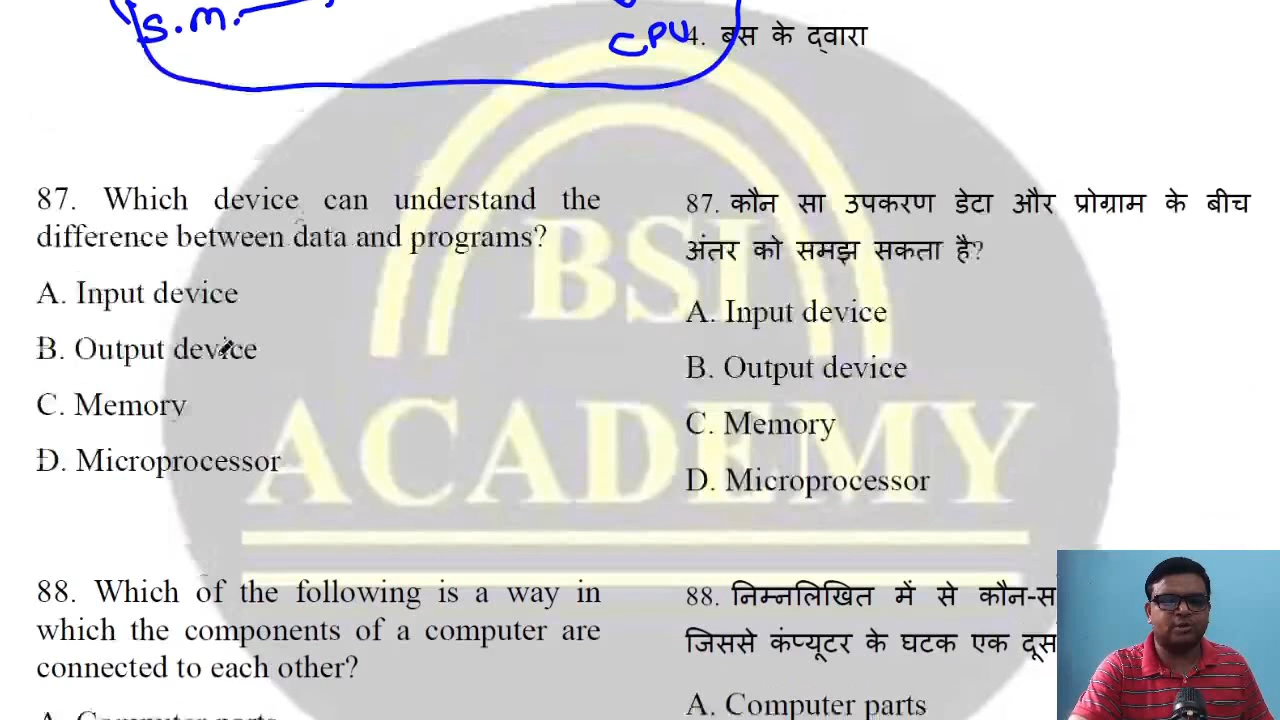 S.M.
CPU
4. बस के द्वारा
87. Which device can understand the
difference between data and programs?
A. Input device
B. Output device
C. Memory
D. Microprocessor
87. कौन सा उपकरण डेटा और प्रोग्राम के बीच
अंतर को समझ सकता है?
A. Input device
B. Output device
C. Memory
D. Microprocessor
BSI
ACADEMY
88. Which of the following is a way in
which the components of a computer are
connected to each other?
A. Computer parts
88. निम्नलिखित में से कौन-स
जिससे कंप्यूटर के घटक एक दूस
A. Computer parts